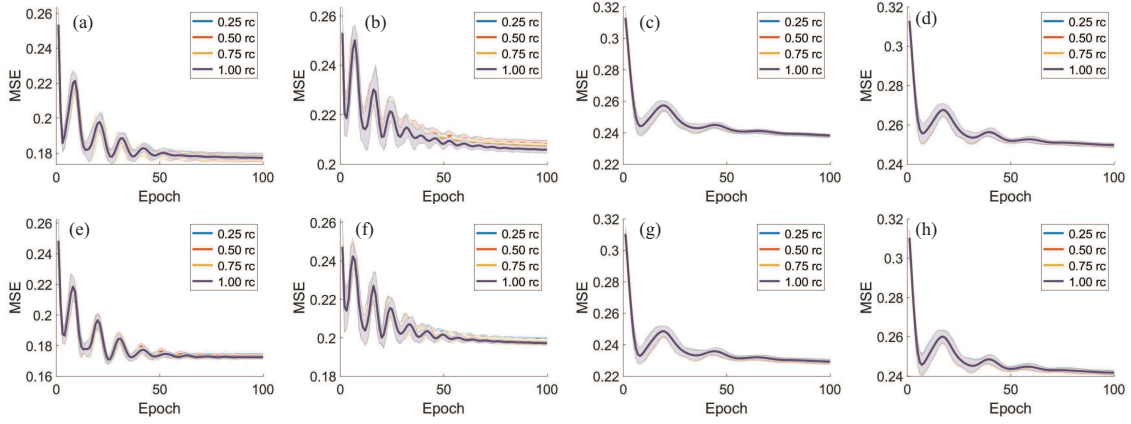 (a)
MSE
0.26
0.24
0.22
0.2
0.18
0 50 100
Epoch
0.25 rc
0.50 rc
0.75 rc
1.00 rc
(b)
MSE
0.26
0.24
0.22
0.2
0 50 100
Epoch
0.25 rc
0.50 rc
0.75 rc
1.00 rc
(c)
MSE
0.32
0.3
0.28
0.26
0.24
0.22
0 50 100
Epoch
0.25 rc
0.50 rc
0.75 rc
1.00 rc
(d)
MSE
0.32
0.3
0.28
0.26
0.24
0 50 100
Epoch
0.25 rc
0.50 rc
0.75 rc
1.00 rc
(e)
MSE
0.26
0.24
0.22
0.2
0.18
0.16
0 50 100
Epoch
0.25 rc
0.50 rc
0.75 rc
1.00 rc
(f)
MSE
0.26
0.24
0.22
0.2
0.18
0 50 100
Epoch
0.25 rc
0.50 rc
0.75 rc
1.00 rc
(g)
MSE
0.32
0.3
0.28
0.26
0.24
0.22
0 50 100
Epoch
0.25 rc
0.50 rc
0.75 rc
1.00 rc
(h)
MSE
0.32
0.3
0.28
0.26
0.24
0 50 100
Epoch
0.25 rc
0.50 rc
0.75 rc
1.00 rc